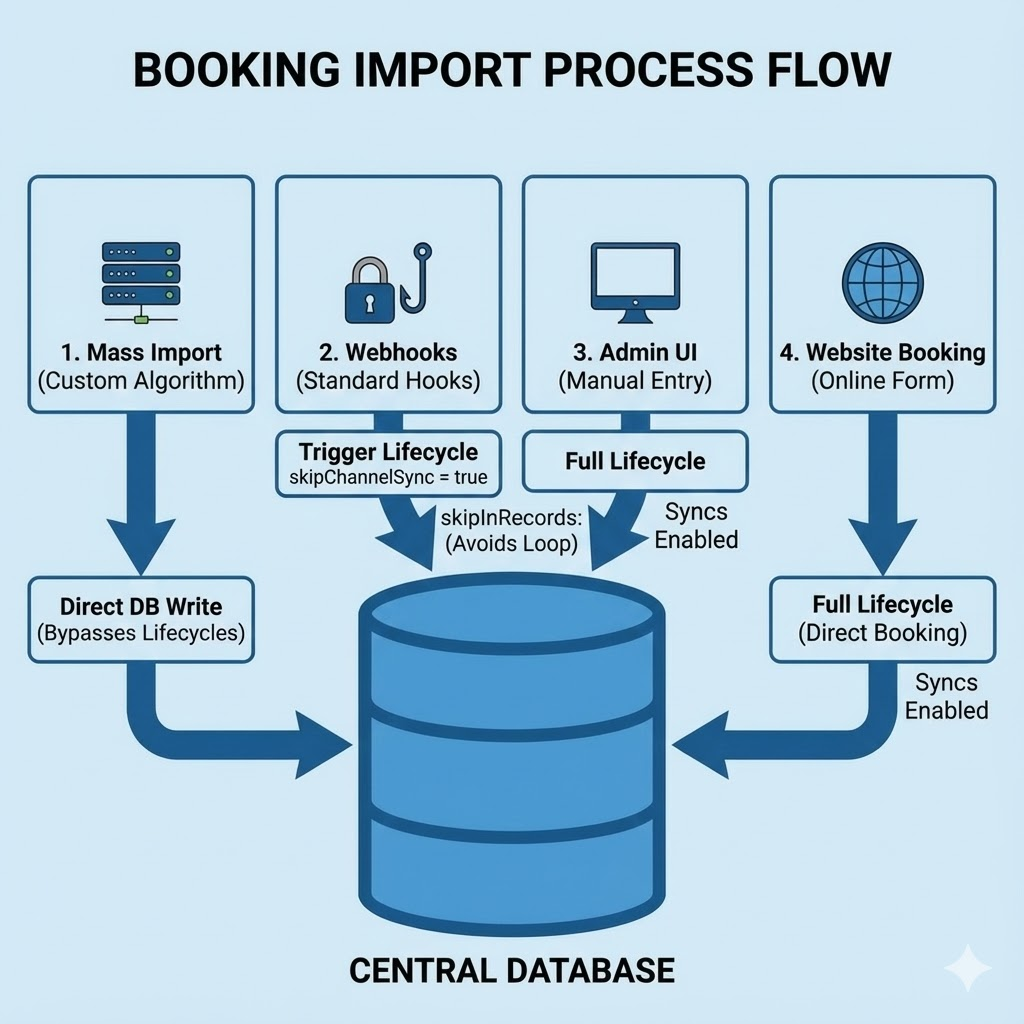 BOOKING IMPORT PROCESS FLOW
1. Mass Import
(Custom Algorithm)
2. Webhooks
(Standard Hooks)
3. Admin UI
(Manual Entry)
4. Website Booking
(Online Form)
Trigger Lifecycle
skipChannelSync = true
Full Lifecycle
skipInRecords:
(Avoids Loop)
Syncs
Enabled
Direct DB Write
(Bypasses Lifecycles)
Full Lifecycle
(Direct Booking)
Syncs
Enabled
CENTRAL DATABASE